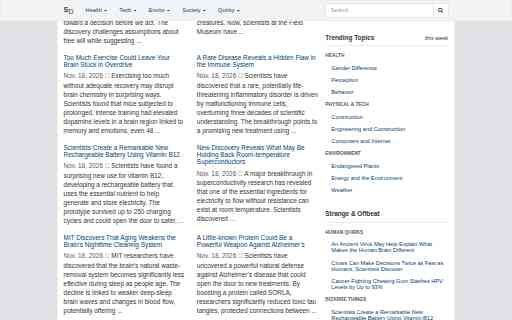 SD
Health
Tech
Enviro
Society
Quirky
Search
toward a decision before we act. The
discovery challenges assumptions about
free will while suggesting ...
Too Much Exercise Could Leave Your
Brain Stuck in Overdrive
Nov. 18, 2026 — Exercising too much
without adequate recovery may disrupt
brain chemistry in surprising ways.
Scientists found that mice subjected to
prolonged, intense training had elevated
dopamine levels in a brain region linked to
memory and emotions, even 48 ...
Scientists Create a Remarkable New
Rechargeable Battery Using Vitamin B12
Nov. 18, 2026 — Scientists have found a
surprising new use for vitamin B12,
developing a rechargeable battery that
uses the essential nutrient to help
generate and store electricity. The
prototype survived up to 250 charging
cycles and could open the door to safer, ...
MIT Discovers That Aging Weakens the
Brain's Nighttime Cleaning System
Nov. 18, 2026 — MIT researchers have
discovered that the brain's natural waste-
removal system becomes significantly less
effective during sleep as people age. The
decline is linked to weaker deep-sleep
brain waves and changes in blood flow,
potentially offering ...
creatures. Now, scientists at the Field
Museum have ...
A Rare Disease Reveals a Hidden Flaw in
the Immune System
Nov. 18, 2026 — Scientists have
discovered that a rare, potentially life-
threatening inflammatory disorder is driven
by malfunctioning immune cells,
overturning three decades of scientific
understanding. The breakthrough points to
a promising new treatment using ...
New Discovery Reveals What May Be
Holding Back Room-temperature
Superconductors
Nov. 18, 2026 — A major breakthrough in
superconductivity research has revealed
that one of the essential ingredients for
electricity to flow without resistance can
exist at room temperature. Scientists
discovered ...
A Little-known Protein Could Be a
Powerful Weapon Against Alzheimer's
Nov. 18, 2026 — Scientists have
uncovered a powerful natural defense
against Alzheimer's disease that could
open the door to new treatments. By
boosting a protein called SORLA,
researchers significantly reduced toxic tau
tangles, protected connections between ...
Trending Topics
this week
HEALTH
Gender Difference
Perception
Behavior
PHYSICAL & TECH
Construction
Engineering and Construction
Computers and Internet
ENVIRONMENT
Endangered Plants
Energy and the Environment
Weather
Strange & Offbeat
HUMAN QUIRKS
An Ancient Virus May Help Explain What
Makes the Human Brain Different
Crows Can Make Decisions Twice as Fast as
Humans, Scientists Discover
Cancer-Fighting Chewing Gum Slashes HPV
Levels by Up to 93%
BIZARRE THINGS
Scientists Create a Remarkable New
Rechargeable Battery Using Vitamin B12